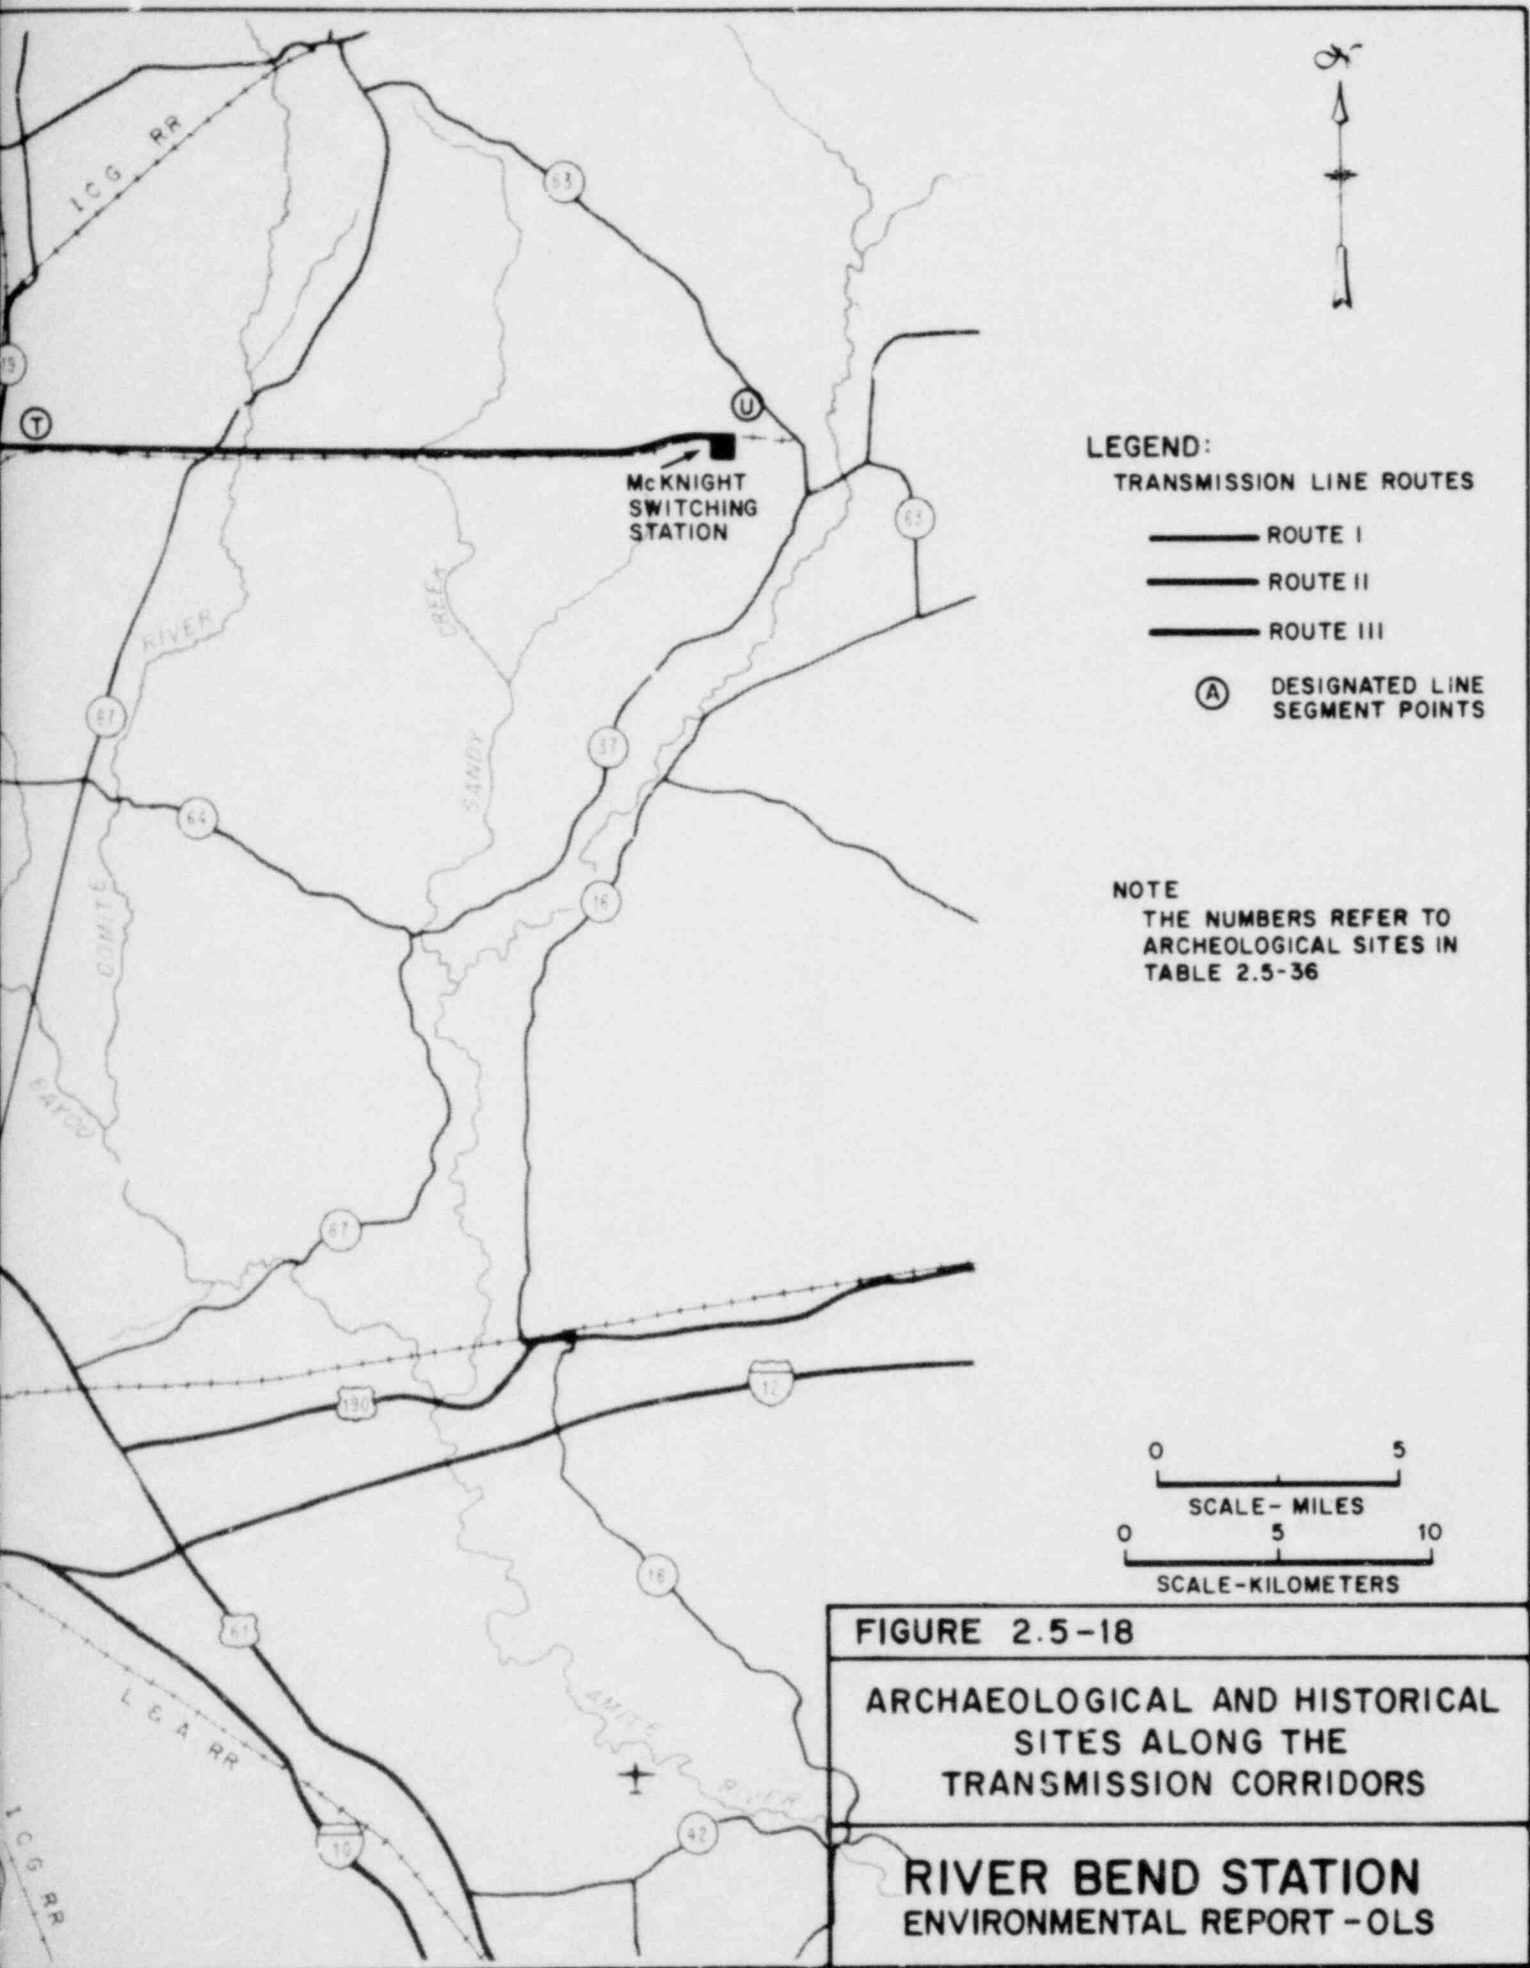 N
ICG RR
63
19
T
U
McKNIGHT
SWITCHING
STATION
63
LEGEND:
TRANSMISSION LINE ROUTES
ROUTE I
ROUTE II
ROUTE III
A
DESIGNATED LINE
SEGMENT POINTS
RIVER
CREEK
67
37
SANDY
64
16
COMITE
NOTE
THE NUMBERS REFER TO
ARCHEOLOGICAL SITES IN
TABLE 2.5-36
BAYOU
67
190
12
0 5
SCALE- MILES
0 5 10
SCALE-KILOMETERS
16
61
L & A RR
AMITE
RIVER
42
10
ICG RR
FIGURE 2.5-18
ARCHAEOLOGICAL AND HISTORICAL
SITES ALONG THE
TRANSMISSION CORRIDORS
RIVER BEND STATION
ENVIRONMENTAL REPORT-OLS